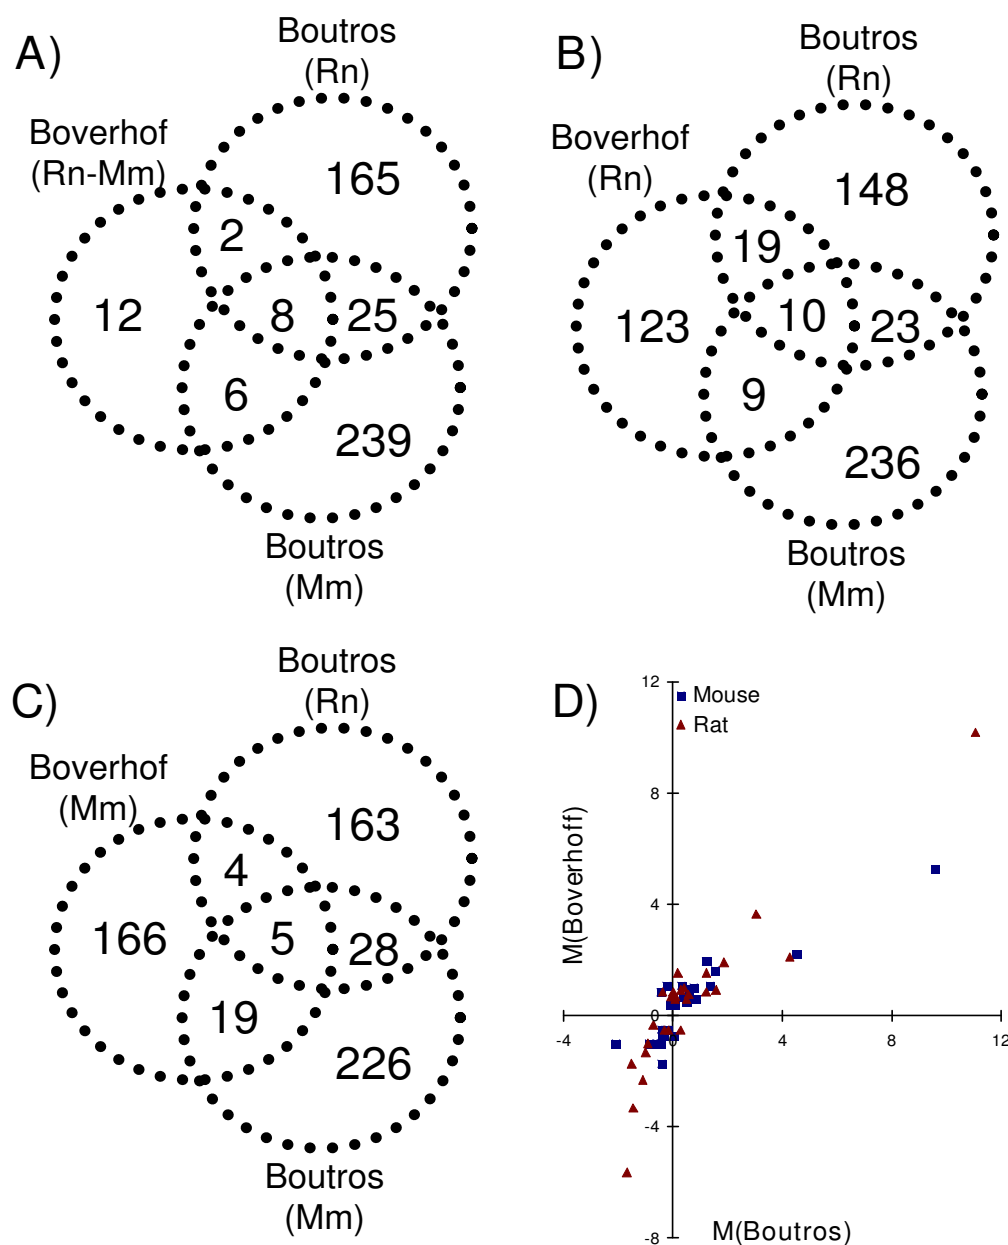 A)
Boutros
(Rn)
Boverhof
(Rn-Mm)
165
2
12
8
25
6
239
Boutros
(Mm)
B)
Boutros
(Rn)
Boverhof
(Rn)
148
19
123
10
23
9
236
Boutros
(Mm)
C)
Boutros
(Rn)
Boverhof
(Mm)
163
4
166
5
28
19
226
Boutros
(Mm)
D)
Mouse
Rat
M(Boverhoff)
12
8
4
0
-4
-8
-4
0
4
8
12
M(Boutros)